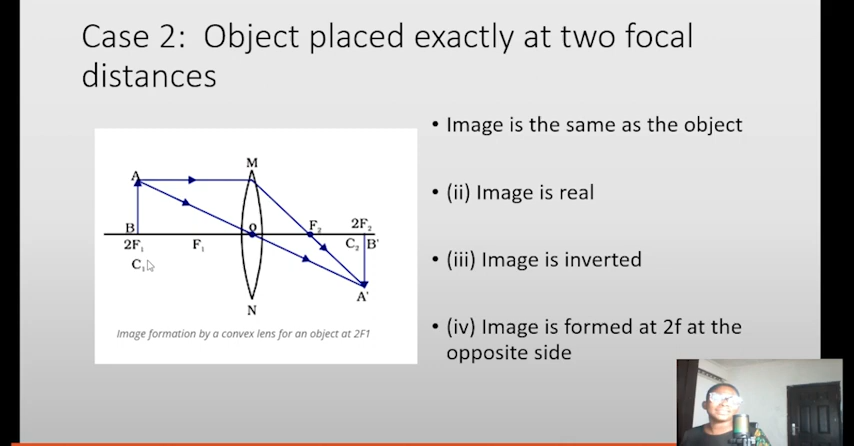 Case 2: Object placed exactly at two focal
distances
• Image is the same as the object
• (ii) Image is real
• (iii) Image is inverted
• (iv) Image is formed at 2f at the
opposite side
M
A
B O F₂ 2F₂
2F₁ F₁ C₂ B'
C₁
A'
N
Image formation by a convex lens for an object at 2F1